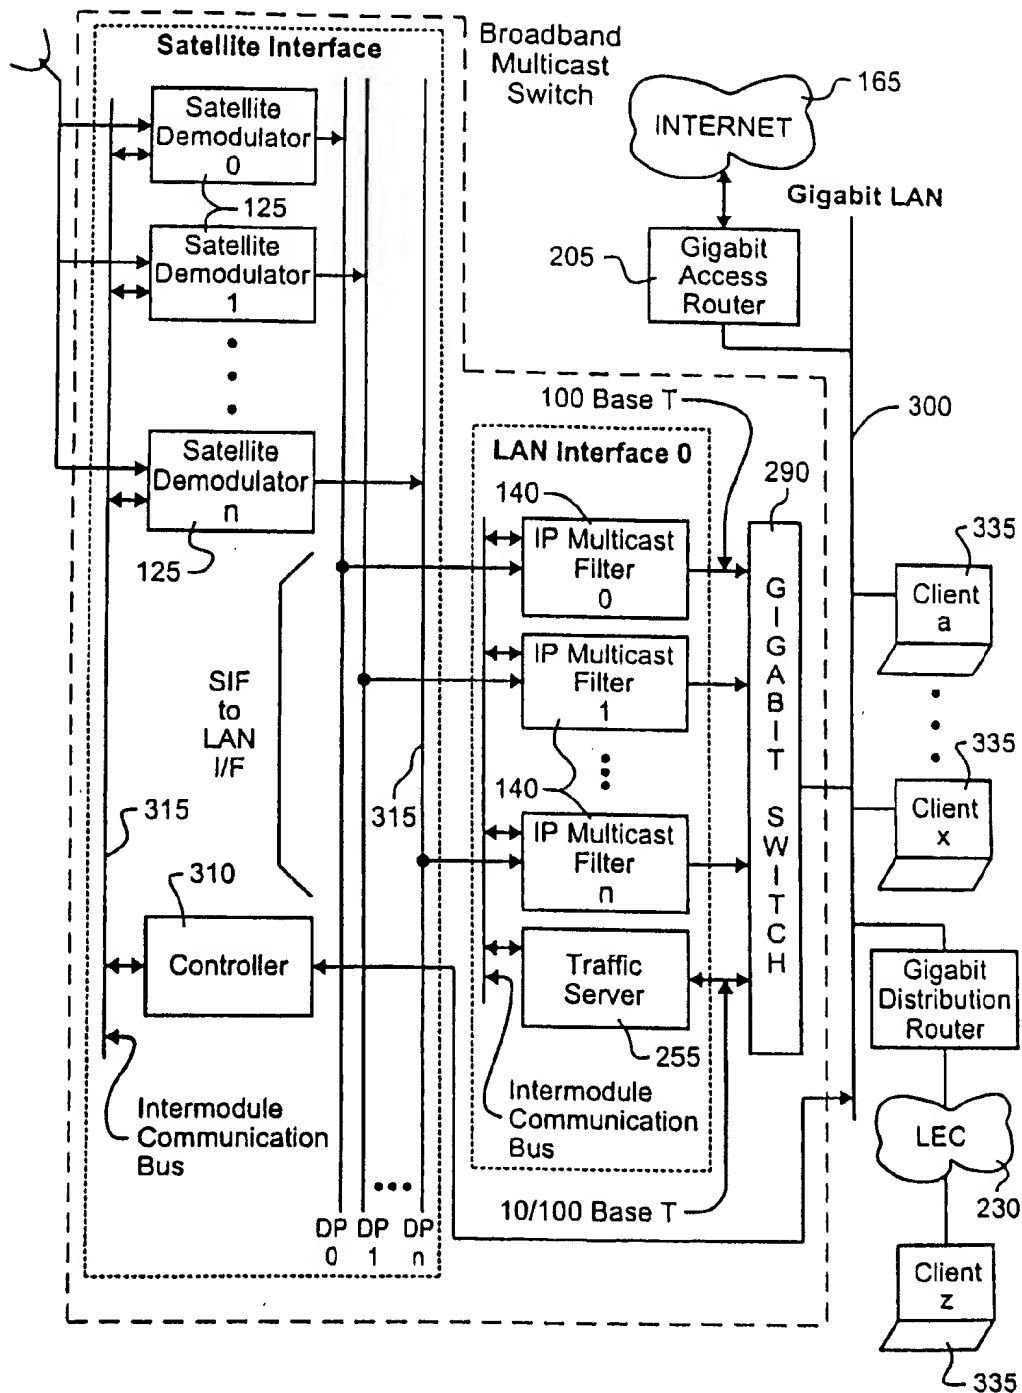 Satellite Interface
Broadband
Multicast
Switch
Satellite
Demodulator
0
125
Satellite
Demodulator
1
Satellite
Demodulator
n
125
INTERNET
165
Gigabit LAN
205
Gigabit
Access
Router
100 Base T
300
LAN Interface 0
290
140
IP Multicast
Filter
0
IP Multicast
Filter
1
140
IP Multicast
Filter
n
GIGABIT SWITCH
335
Client
a
335
Client
x
SIF
to
LAN
I/F
315
315
310
Controller
Traffic
Server
255
Gigabit
Distribution
Router
Intermodule
Communication
Bus
Intermodule
Communication
Bus
LEC
230
10/100 Base T
DP
0
DP
1
DP
n
Client
z
335